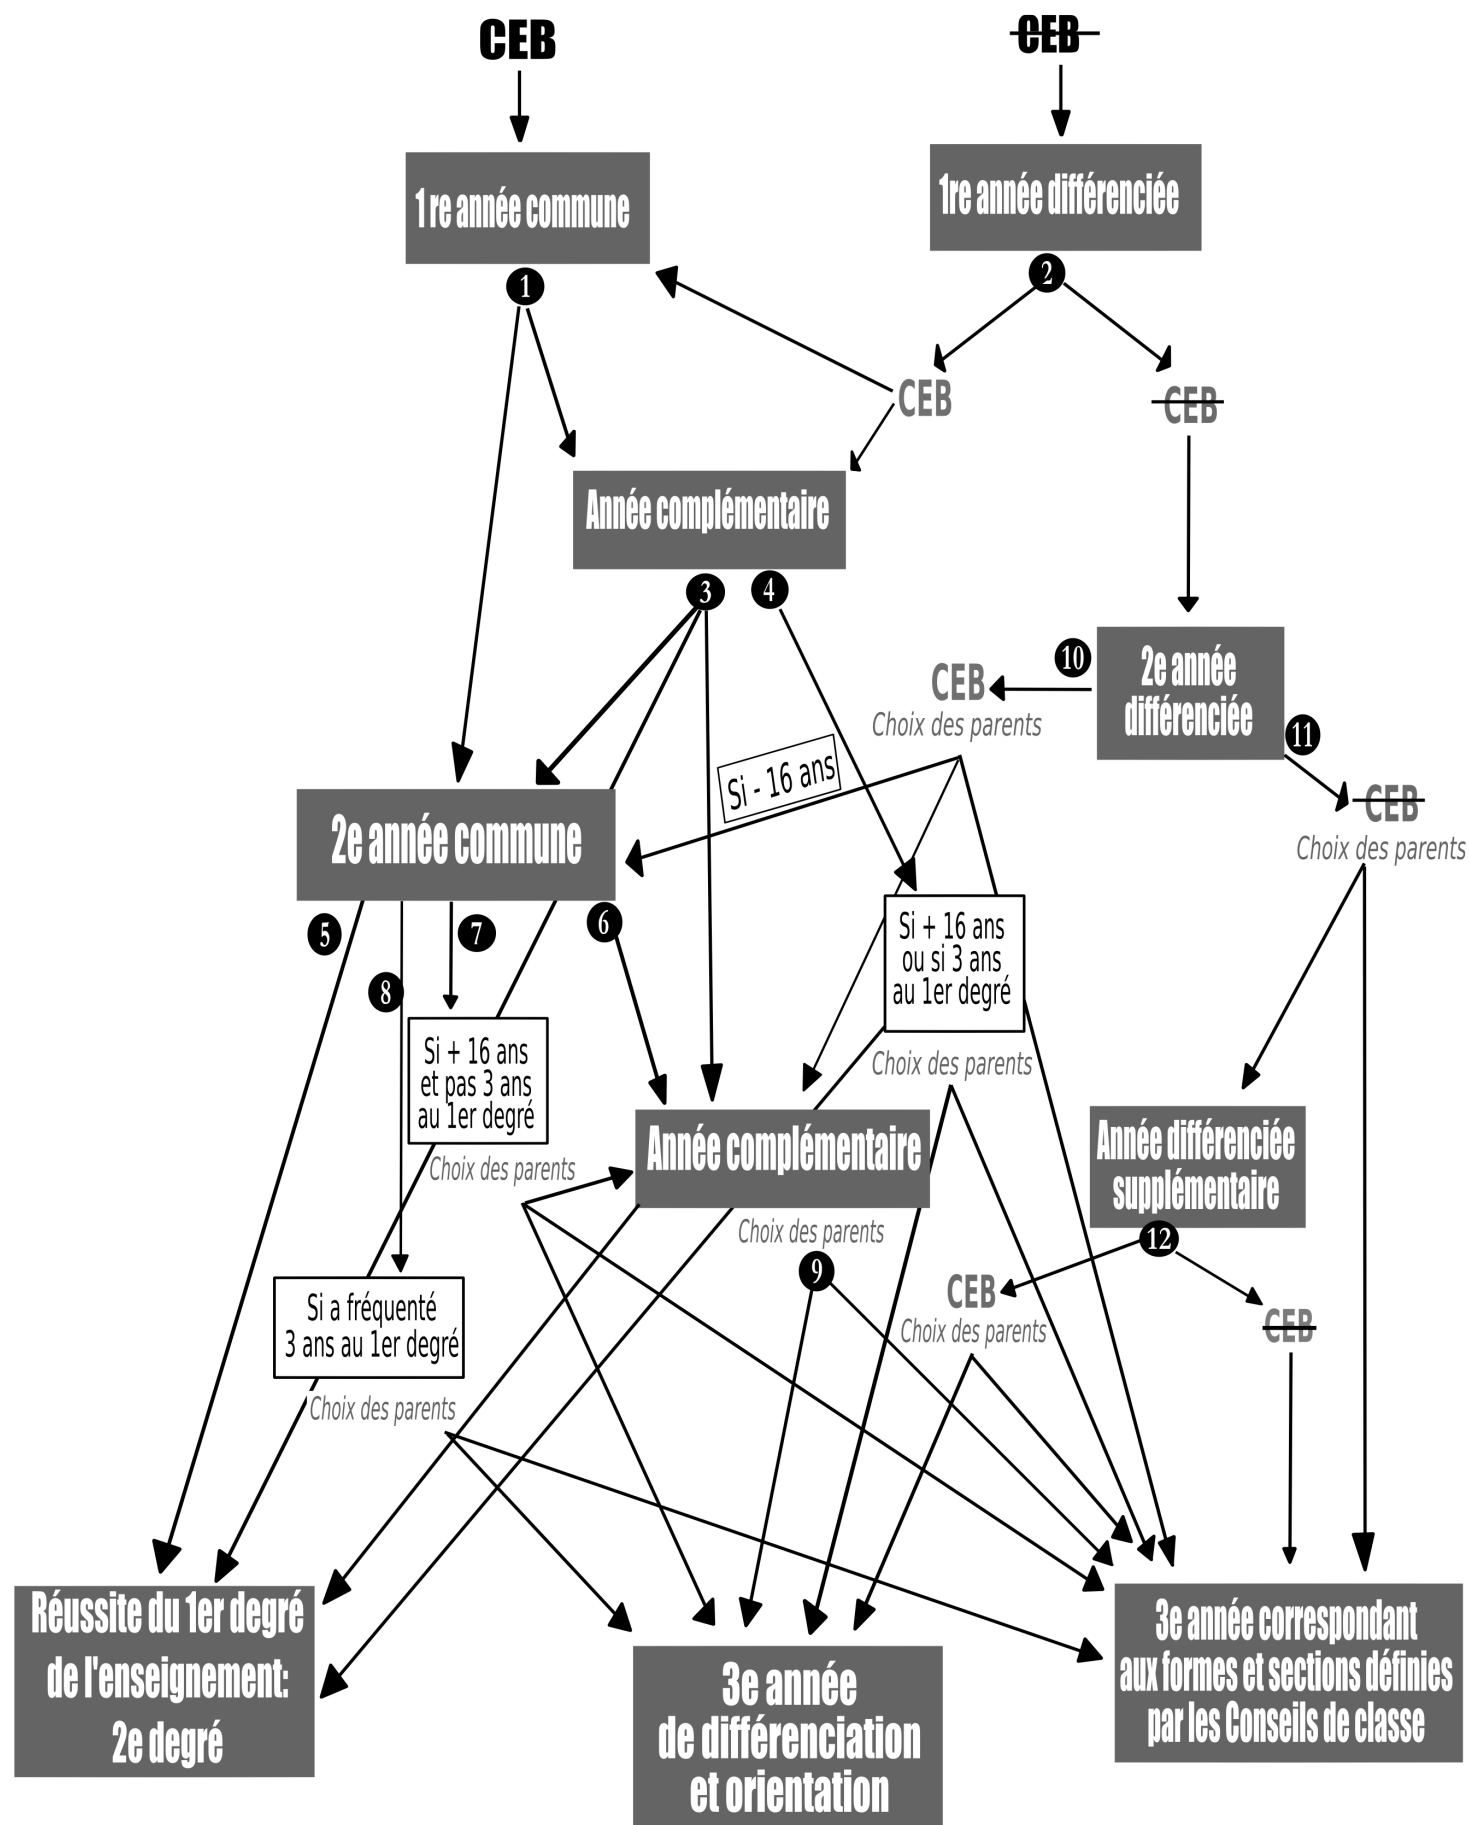 CEB
CEB
1re année commune
1re année différenciée
1
2
CEB
CEB
Année complémentaire
3
4
10
2e année
différenciée
CEB
Choix des parents
11
Si - 16 ans
CEB
Choix des parents
2e année commune
5
8
7
6
Si + 16 ans
ou si 3 ans
au 1er degré
Choix des parents
Si + 16 ans
et pas 3 ans
au 1er degré
Choix des parents
Année complémentaire
Choix des parents
9
Année différenciée
supplémentaire
12
CEB
Choix des parents
CEB
Si a fréquenté
3 ans au 1er degré
Choix des parents
Réussite du 1er degré
de l'enseignement:
2e degré
3e année
de différenciation
et orientation
3e année correspondant
aux formes et sections définies
par les Conseils de classe